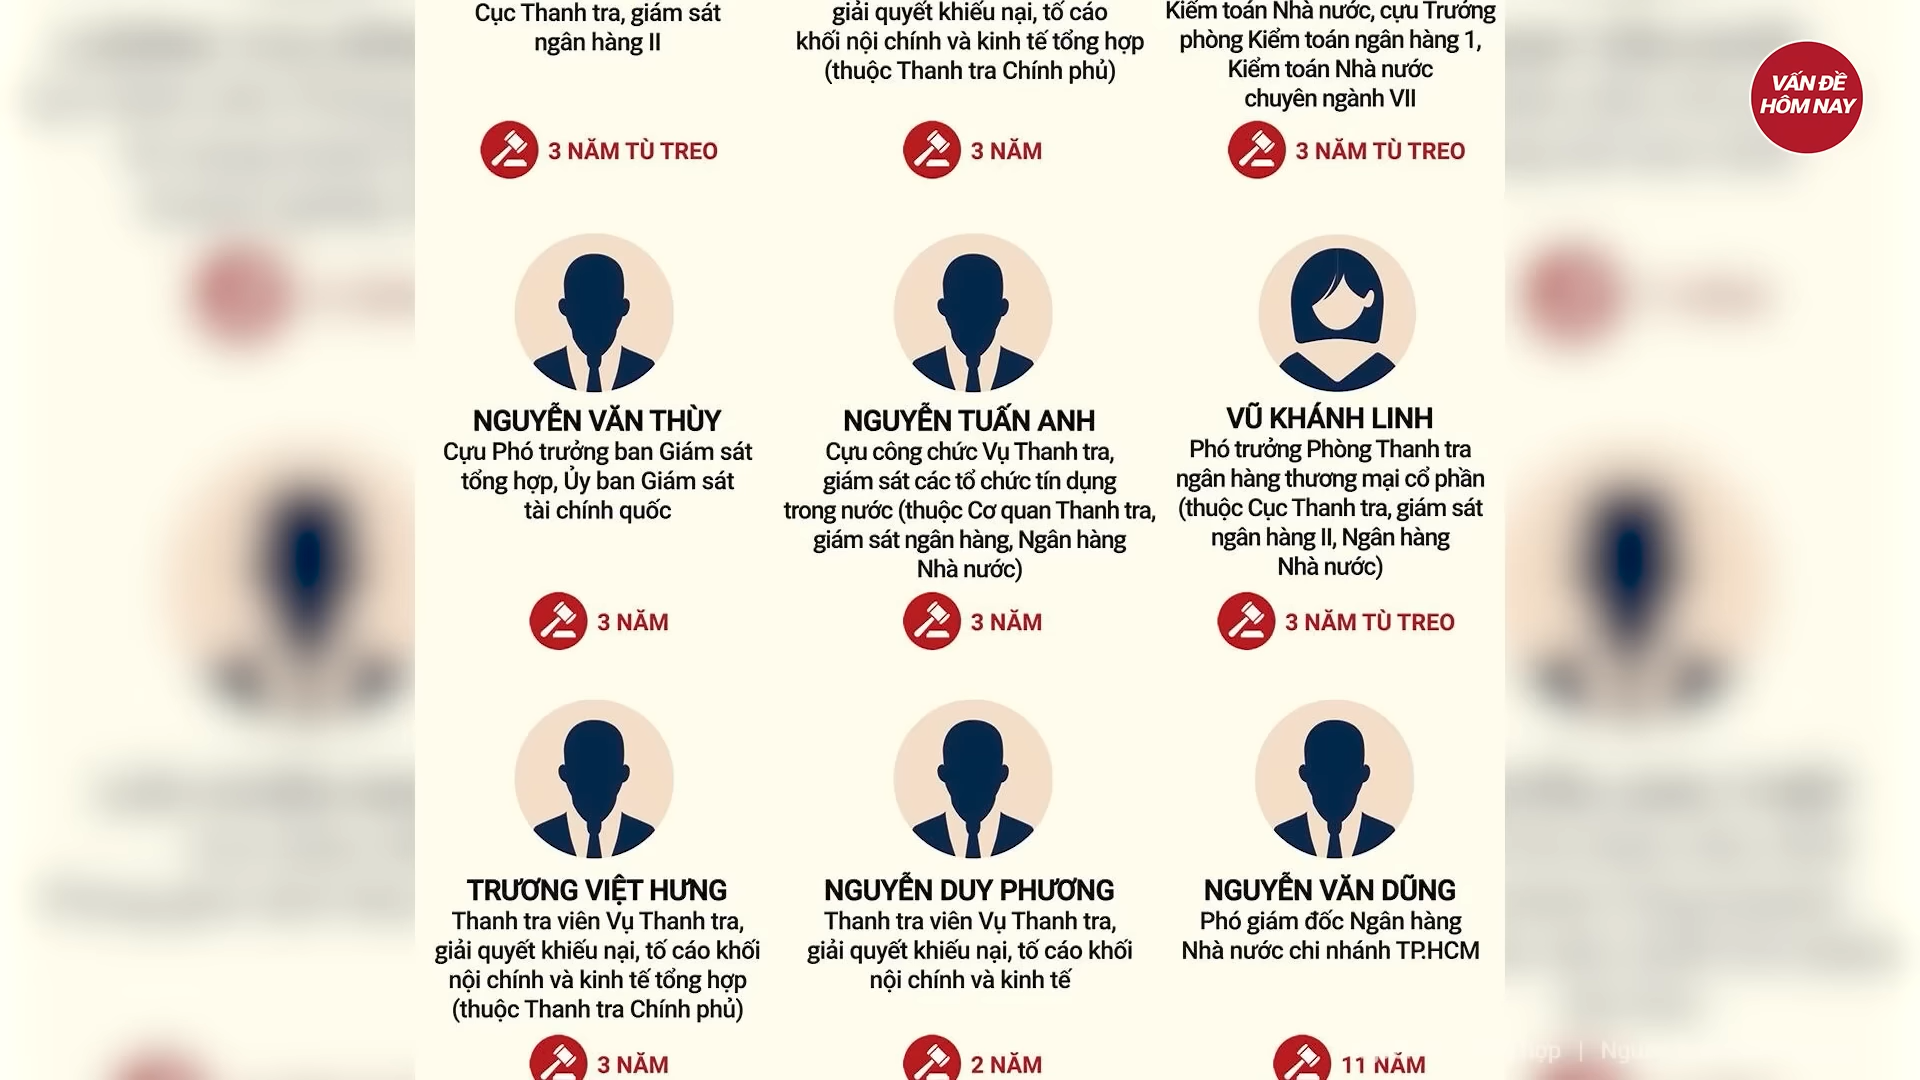 Cục Thanh tra, giám sát
ngân hàng II
3 NĂM TÙ TREO
giải quyết khiếu nại, tố cáo
khối nội chính và kinh tế tổng hợp
(thuộc Thanh tra Chính phủ)
3 NĂM
Kiểm toán Nhà nước, cựu Trưởng
phòng Kiểm toán ngân hàng 1,
Kiểm toán Nhà nước
chuyên ngành VII
3 NĂM TÙ TREO
VẤN ĐỀ
HÔM NAY
NGUYỄN VĂN THÙY
Cựu Phó trưởng ban Giám sát
tổng hợp, Ủy ban Giám sát
tài chính quốc
3 NĂM
NGUYỄN TUẤN ANH
Cựu công chức Vụ Thanh tra,
giám sát các tổ chức tín dụng
trong nước (thuộc Cơ quan Thanh tra,
giám sát ngân hàng, Ngân hàng
Nhà nước)
3 NĂM
VŨ KHÁNH LINH
Phó trưởng Phòng Thanh tra
ngân hàng thương mại cổ phần
(thuộc Cục Thanh tra, giám sát
ngân hàng II, Ngân hàng
Nhà nước)
3 NĂM TÙ TREO
TRƯƠNG VIỆT HƯNG
Thanh tra viên Vụ Thanh tra,
giải quyết khiếu nại, tố cáo khối
nội chính và kinh tế tổng hợp
(thuộc Thanh tra Chính phủ)
3 NĂM
NGUYỄN DUY PHƯƠNG
Thanh tra viên Vụ Thanh tra,
giải quyết khiếu nại, tố cáo khối
nội chính và kinh tế
2 NĂM
NGUYỄN VĂN DŨNG
Phó giám đốc Ngân hàng
Nhà nước chi nhánh TP.HCM
11 NĂM